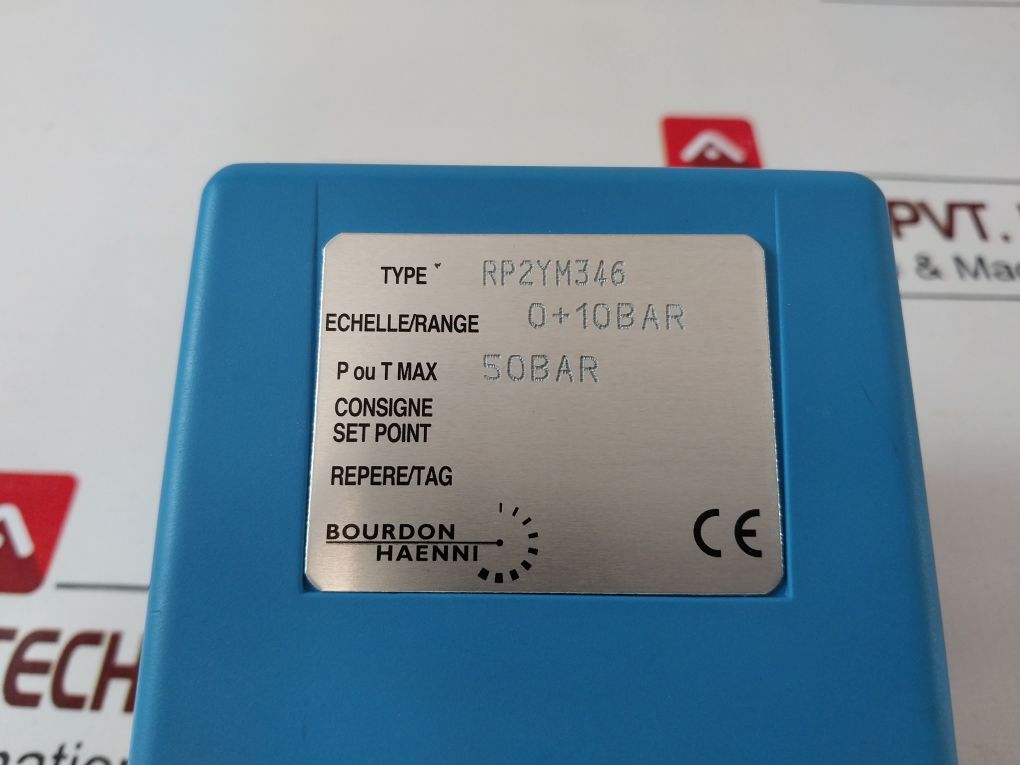 PVT.
& Mac
TYPE RP2YM346
ECHELLE/RANGE 0+10BAR
P ou T MAX 50BAR
CONSIGNE
SET POINT
REPERE/TAG
BOURDON
HAENNI
CE
TECH